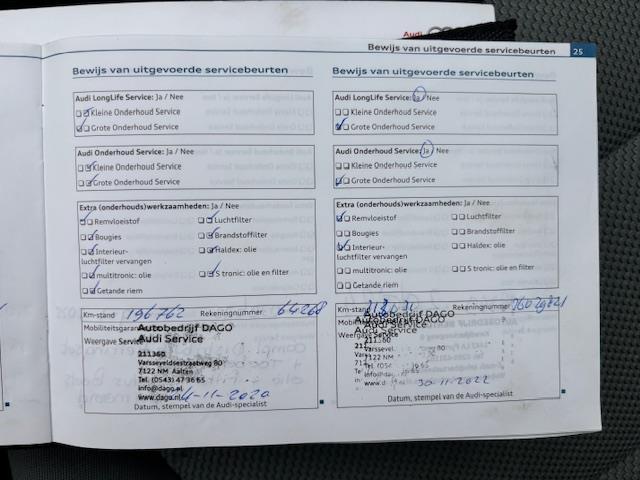 Audi
Bewijs van uitgevoerde servicebeurten 25
Bewijs van uitgevoerde servicebeurten
Audi LongLife Service: Ja / Nee
Kleine Onderhoud Service
Grote Onderhoud Service
Audi Onderhoud Service: Ja / Nee
Kleine Onderhoud Service
Grote Onderhoud Service
Extra (onderhouds)werkzaamheden: Ja / Nee
Remvloeistof
Luchtfilter
Bougies
Brandstoffilter
Interieur-
Haldex: olie
luchtfilter vervangen
multitronic: olie
S tronic: olie en filter
Getande riem
Km-stand 196762 Rekeningnummer 64268
Mobiliteitsgarantie
Weergave Service
Autobedrijf DAGO
Audi Service
211360
Varsseveldsestraatweg 80
7122 NM Aalten
Tel. (0543) 47 36 65
info@dago.nl
www.dago.nl
-11-2020
Datum, stempel van de Audi-specialist
Bewijs van uitgevoerde servicebeurten
Audi LongLife Service: Ja / Nee
Kleine Onderhoud Service
Grote Onderhoud Service
Audi Onderhoud Service: Ja / Nee
Kleine Onderhoud Service
Grote Onderhoud Service
Extra (onderhouds)werkzaamheden: Ja / Nee
Remvloeistof
Luchtfilter
Bougies
Brandstoffilter
Interieur-
Haldex: olie
luchtfilter vervangen
multitronic: olie
S tronic: olie en filter
Getande riem
Km-stand Rekeningnummer
Weergave Service
Autobedrijf DAGO
Audi Service
211360
Varsseveldsestraatweg 80
7122 NM
30-11-2022
Datum, stempel van de Audi-specialist